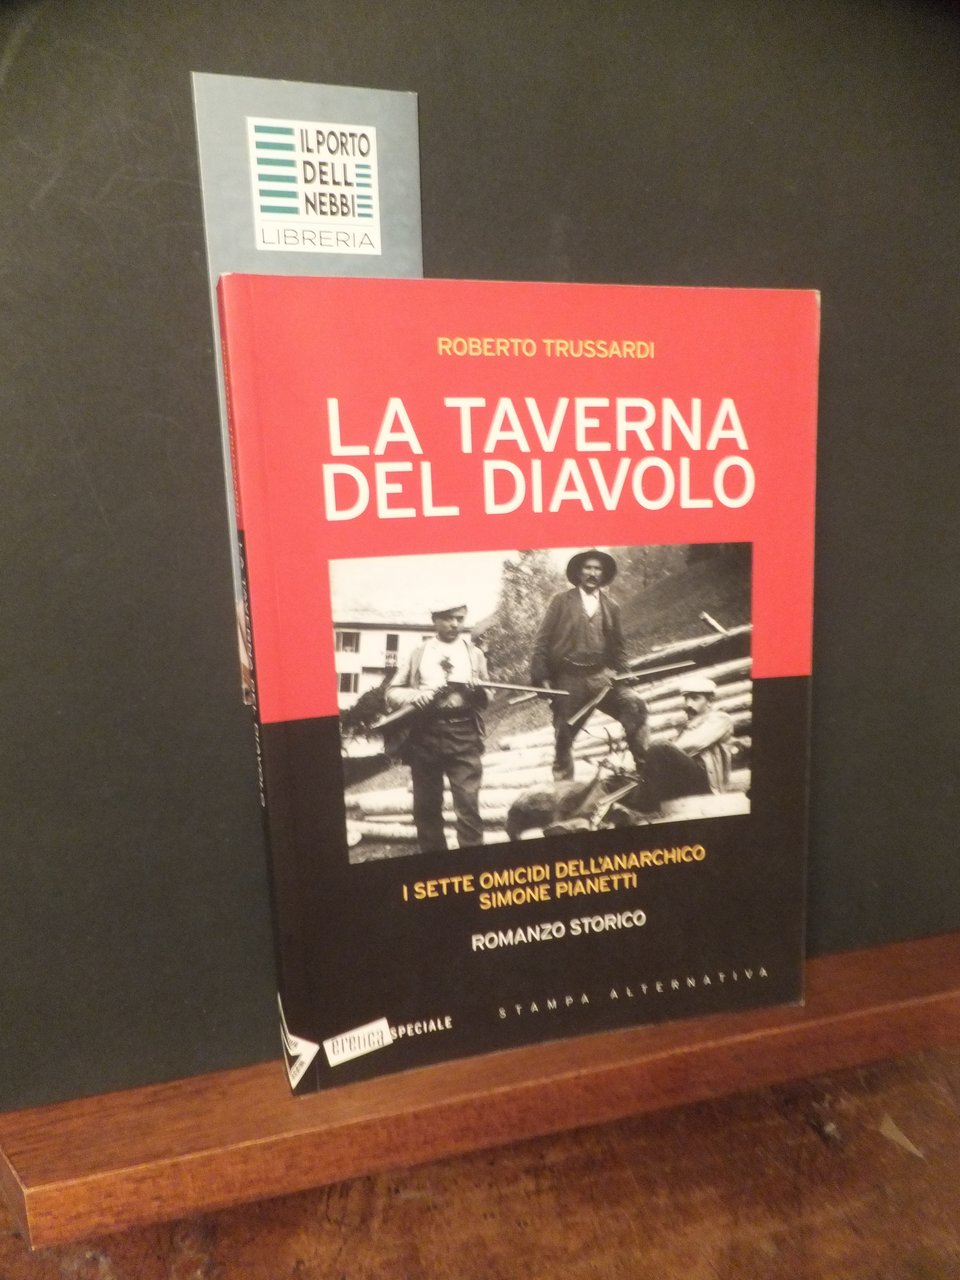 IL PORTO
DELL
NEBBI
LIBRERIA
ROBERTO TRUSSARDI
LA TAVERNA
DEL DIAVOLO
I SETTE OMICIDI DELL'ANARCHICO
SIMONE PIANETTI
ROMANZO STORICO
STAMPA ALTERNATIVA
eretica SPECIALE